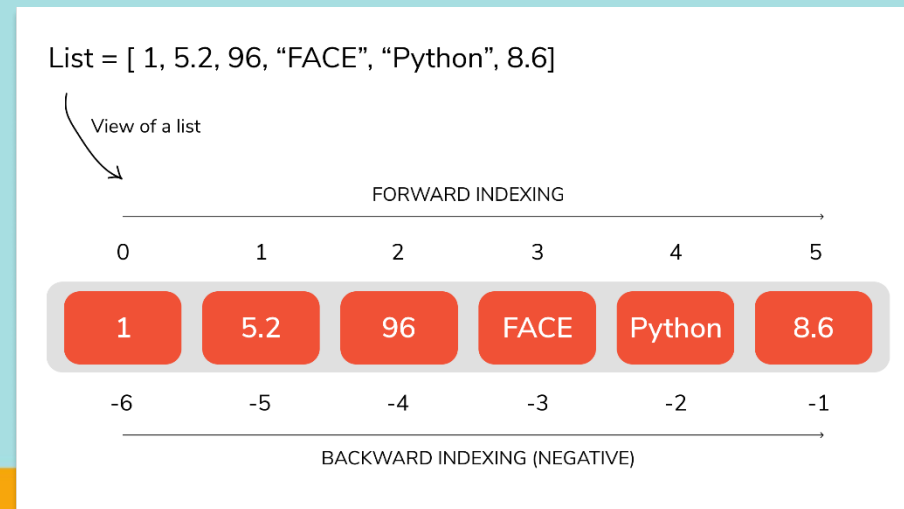 List = [ 1, 5.2, 96, “FACE”, “Python”, 8.6]
View of a list
FORWARD INDEXING
0 1 2 3 4 5
1 5.2 96 FACE Python 8.6
-6 -5 -4 -3 -2 -1
BACKWARD INDEXING (NEGATIVE)